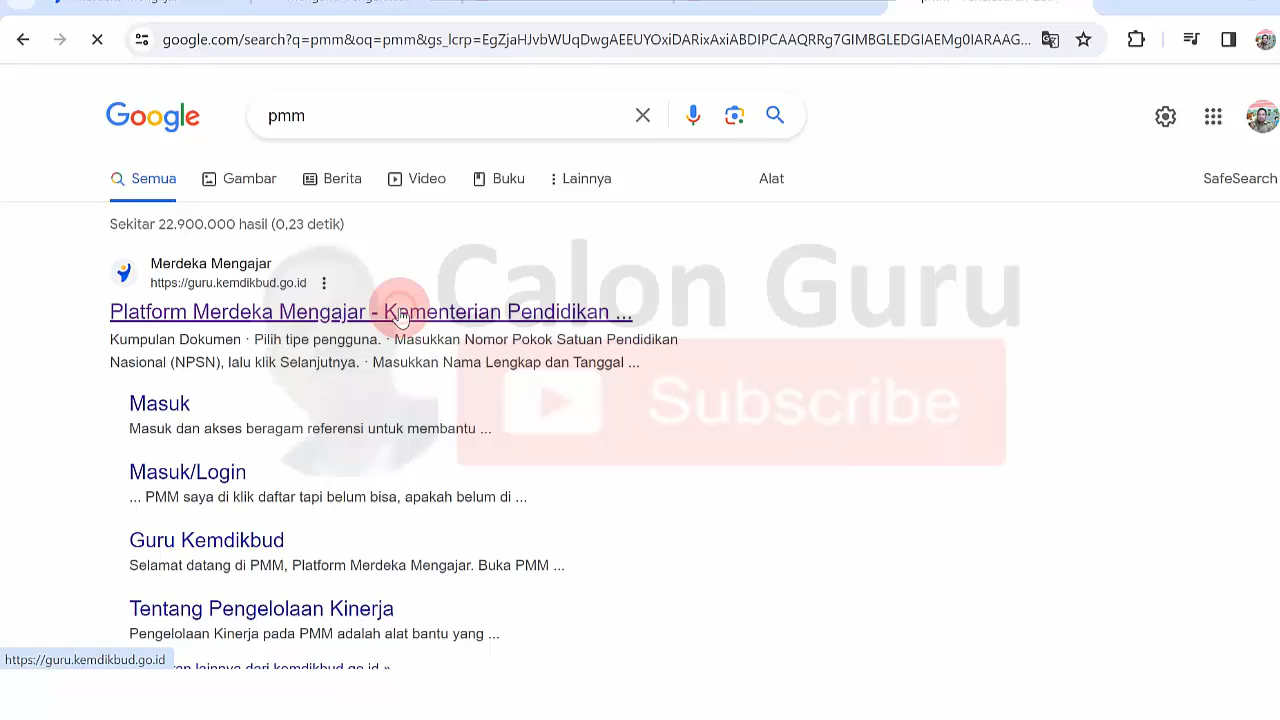 google.com/search?q=pmm&oq=pmm&gs_lcrp=EgZjaHJvbWUqDwgAEEUYOxiDARixAxiABDIPCAAQRRg7GIMBGLEDGIAEMg0IARAAG...
Google
pmm
Semua Gambar Berita Video Buku Lainnya Alat SafeSearch
Sekitar 22.900.000 hasil (0,23 detik)
Merdeka Mengajar
https://guru.kemdikbud.go.id
Platform Merdeka Mengajar - Kementerian Pendidikan ...
Kumpulan Dokumen · Pilih tipe pengguna. · Masukkan Nomor Pokok Satuan Pendidikan
Nasional (NPSN), lalu klik Selanjutnya. · Masukkan Nama Lengkap dan Tanggal ...
Calon Guru
Subscribe
Masuk
Masuk dan akses beragam referensi untuk membantu ...
Masuk/Login
... PMM saya di klik daftar tapi belum bisa, apakah belum di ...
Guru Kemdikbud
Selamat datang di PMM, Platform Merdeka Mengajar. Buka PMM ...
Tentang Pengelolaan Kinerja
Pengelolaan Kinerja pada PMM adalah alat bantu yang ...
https://guru.kemdikbud.go.id
lainnya dari kemdikbud.go.id »